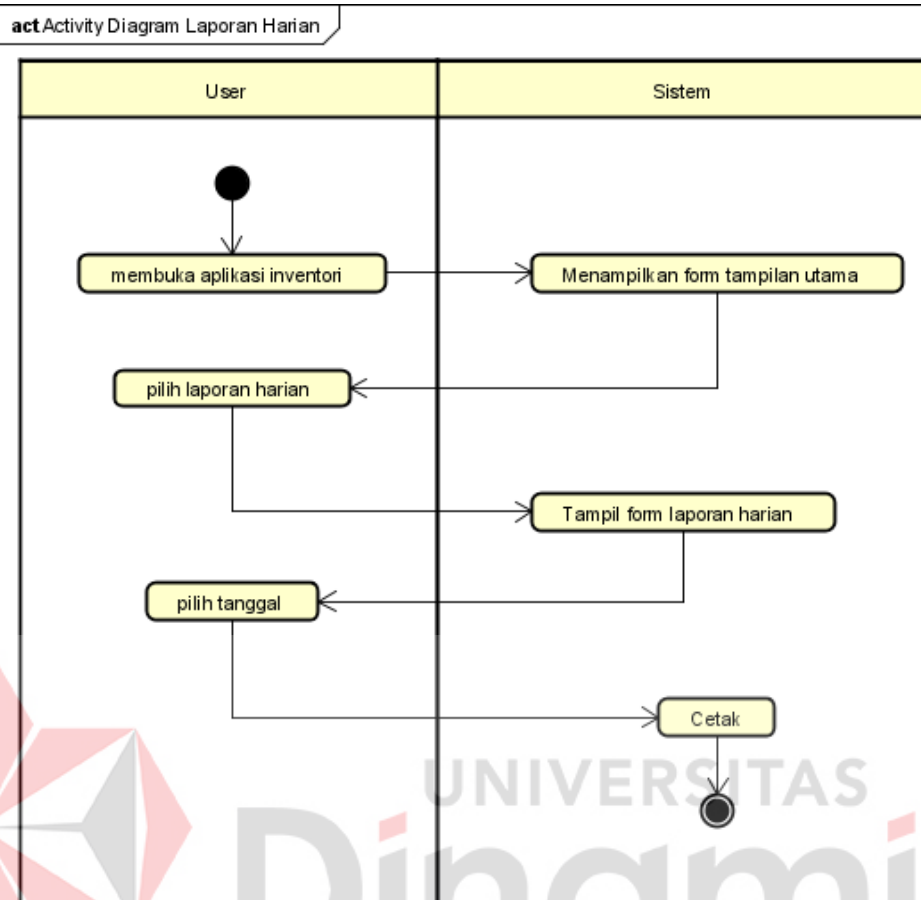 act Activity Diagram Laporan Harian
User
Sistem
membuka aplikasi inventori
Menampilkan form tampilan utama
pilih laporan harian
Tampil form laporan harian
pilih tanggal
Cetak
UNIVERSITAS
Dinami